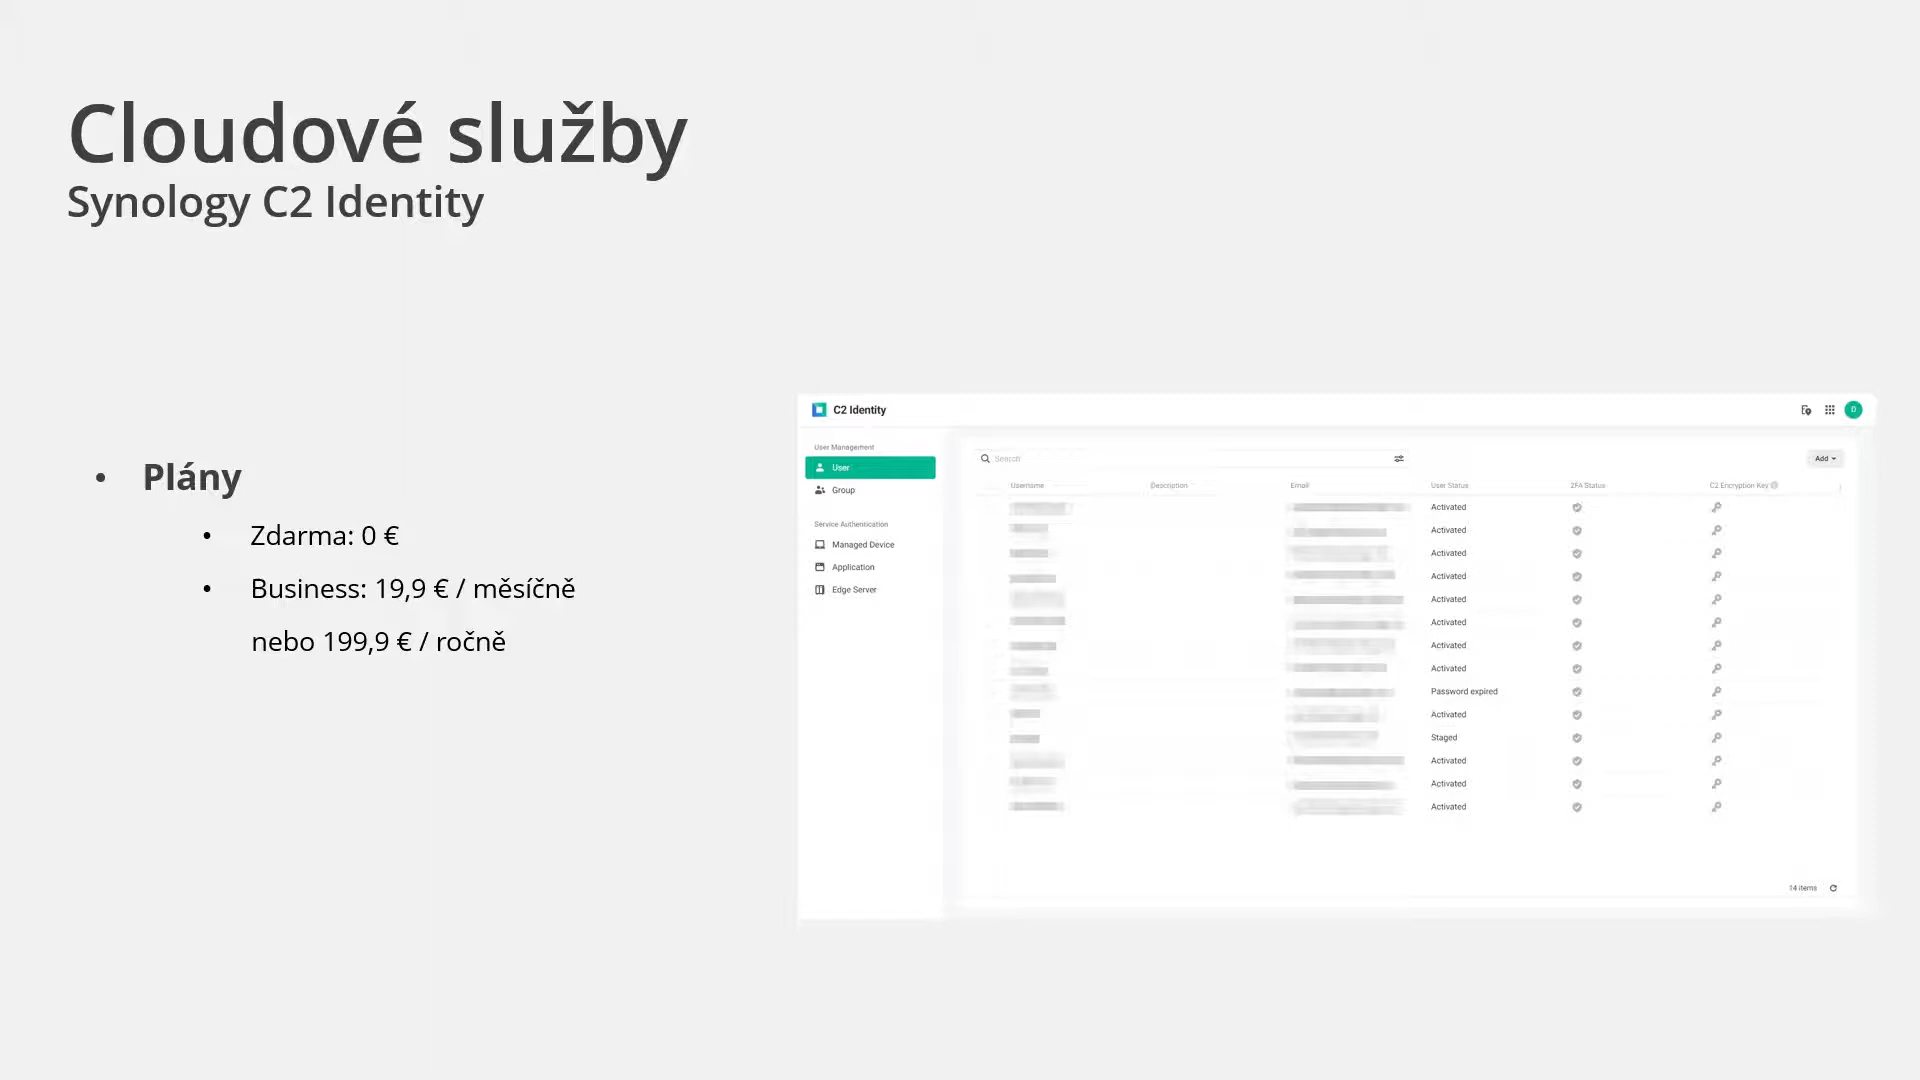 Cloudové služby
Synology C2 Identity
• Plány
• Zdarma: 0 €
• Business: 19,9 € / měsíčně
nebo 199,9 € / ročně
C2 Identity
D
User Management
User
Group
Service Authentication
Managed Device
Application
Edge Server
Search
Add
Username Description Email User Status 2FA Status C2 Encryption Key
Activated
Activated
Activated
Activated
Activated
Activated
Activated
Activated
Password expired
Activated
Staged
Activated
Activated
Activated
14 items